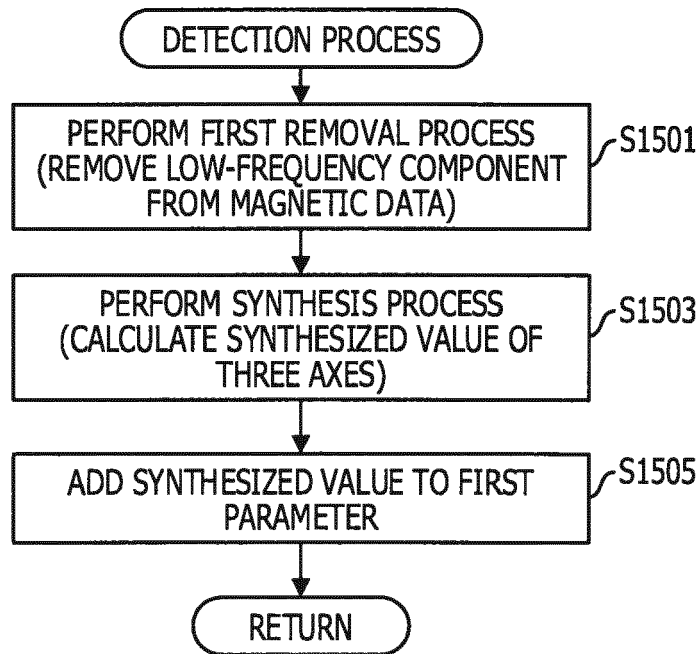 DETECTION PROCESS
PERFORM FIRST REMOVAL PROCESS
(REMOVE LOW-FREQUENCY COMPONENT
FROM MAGNETIC DATA)
S1501
PERFORM SYNTHESIS PROCESS
(CALCULATE SYNTHESIZED VALUE OF
THREE AXES)
S1503
ADD SYNTHESIZED VALUE TO FIRST
PARAMETER
S1505
RETURN